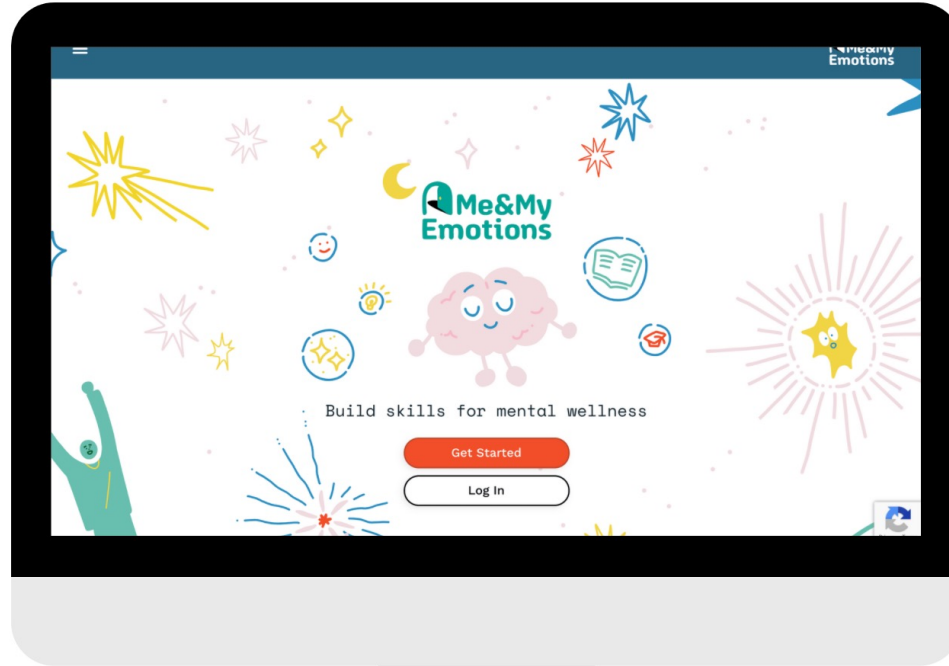 Me&My
Emotions
Me&My
Emotions
Build skills for mental wellness
Get Started
Log In